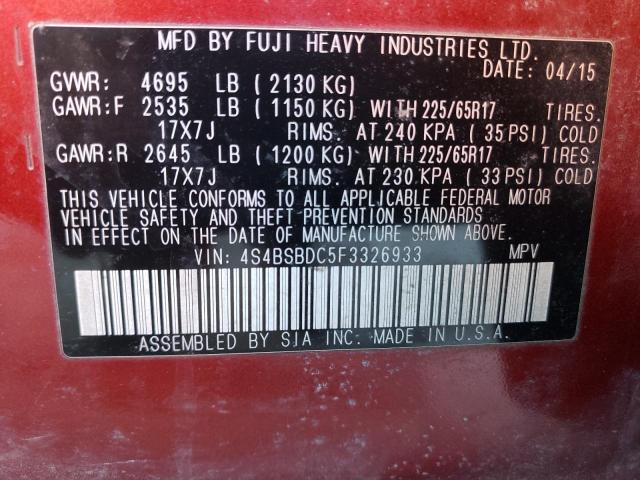 MFD BY FUJI HEAVY INDUSTRIES LTD.
DATE: 04/15
GVWR: 4695 LB ( 2130 KG)
GAWR:F 2535 LB ( 1150 KG) WITH 225/65R17 TIRES.
17X7J RIMS. AT 240 KPA ( 35 PSI) COLD
GAWR:R 2645 LB ( 1200 KG) WITH 225/65R17 TIRES.
17X7J RIMS. AT 230 KPA ( 33 PSI) COLD
THIS VEHICLE CONFORMS TO ALL APPLICABLE FEDERAL MOTOR
VEHICLE SAFETY AND THEFT PREVENTION STANDARDS
IN EFFECT ON DATE OF MANUFACTURE SHOWN ABOVE.
VIN: 4S4BSBDC5F3326933 MPV
ASSEMBLED BY SIA INC. MADE IN U.S.A.